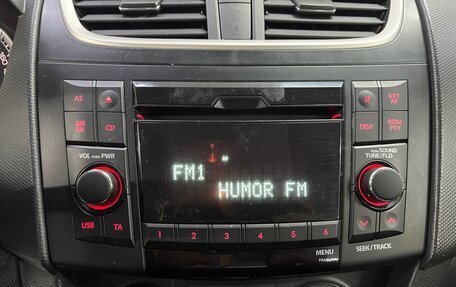 AS
RPT
AF
AM
FM
CD
DISP
RDM
PTY
VOL PUSH PWR
PUSH SOUND
TUNE/FLD
FM1
HUMOR FM
USB
TA
1 2 3 4 5 6
MENU
SEEK/TRACK